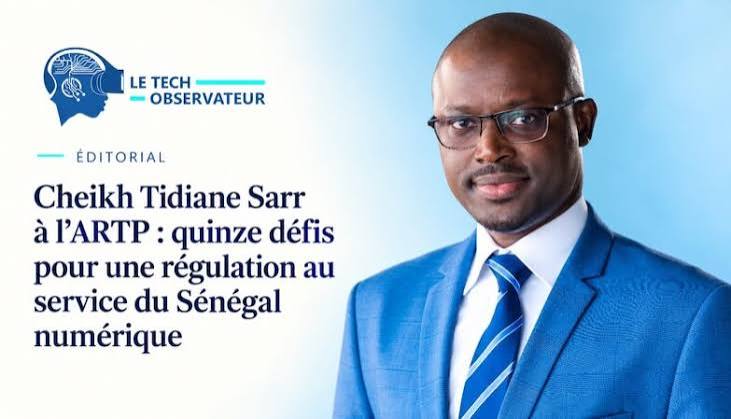 LE TECH
OBSERVATEUR
ÉDITORIAL
Cheikh Tidiane Sarr
à l’ARTP : quinze défis
pour une régulation au
service du Sénégal
numérique